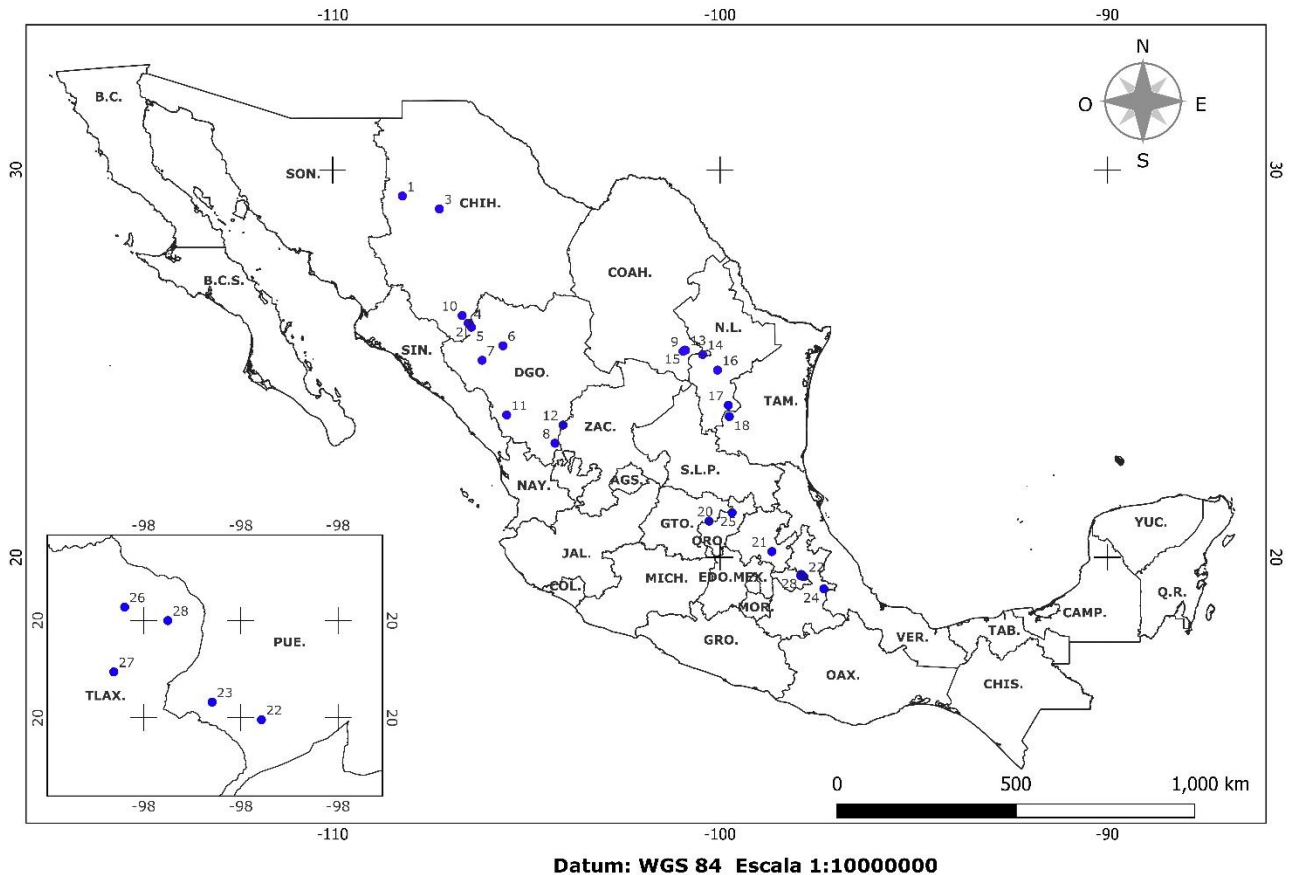 -110
-100
-90
N
O
E
S
30
30
B.C.
SON.
1
3
CHIH.
COAH.
B.C.S.
10
4
2
5
6
7
SIN.
DGO.
N.L.
9
13
14
15
16
17
18
TAM.
11
12
8
ZAC.
S.L.P.
NAY.
AGS.
GTO.
20
25
QRO.
21
JAL.
MICH.
EDO.MEX.
COL.
MOR.
22
28
24
GRO.
OAX.
VER.
TAB.
CHIS.
CAMP.
YUC.
Q.R.
20
20
-98
-98
-98
26
28
20
20
PUE.
27
TLAX.
23
22
20
20
-98
-98
-98
0
500
1,000 km
-110
-100
-90
Datum: WGS 84 Escala 1:10000000